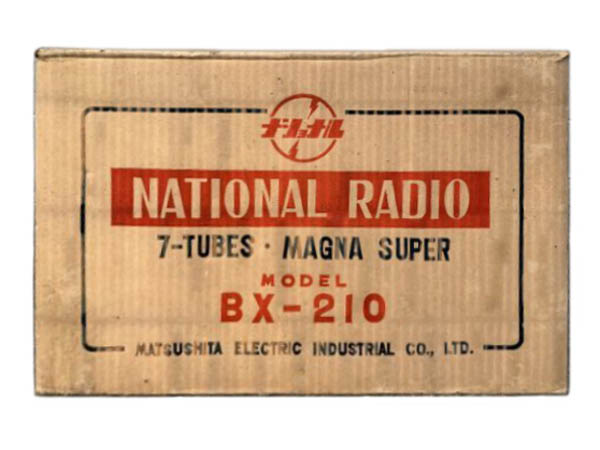 ナショナル
NATIONAL RADIO
7-TUBES · MAGNA SUPER
MODEL
BX-210
MATSUSHITA ELECTRIC INDUSTRIAL CO., LTD.